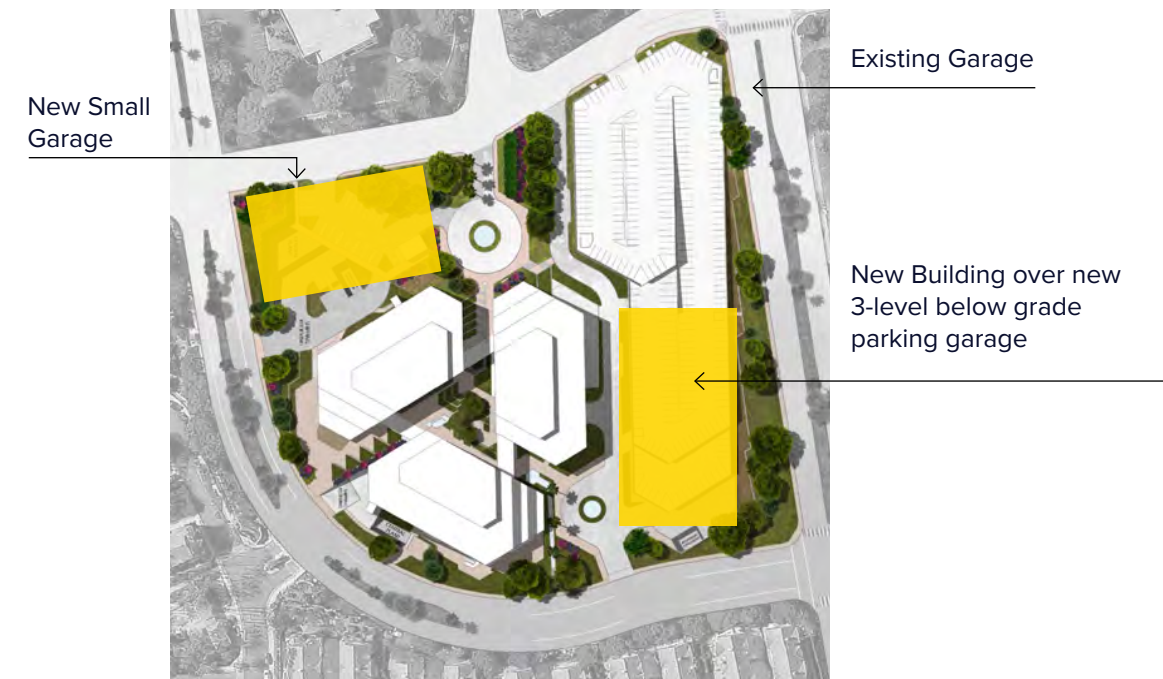 Existing Garage
New Small
Garage
New Building over new
3-level below grade
parking garage